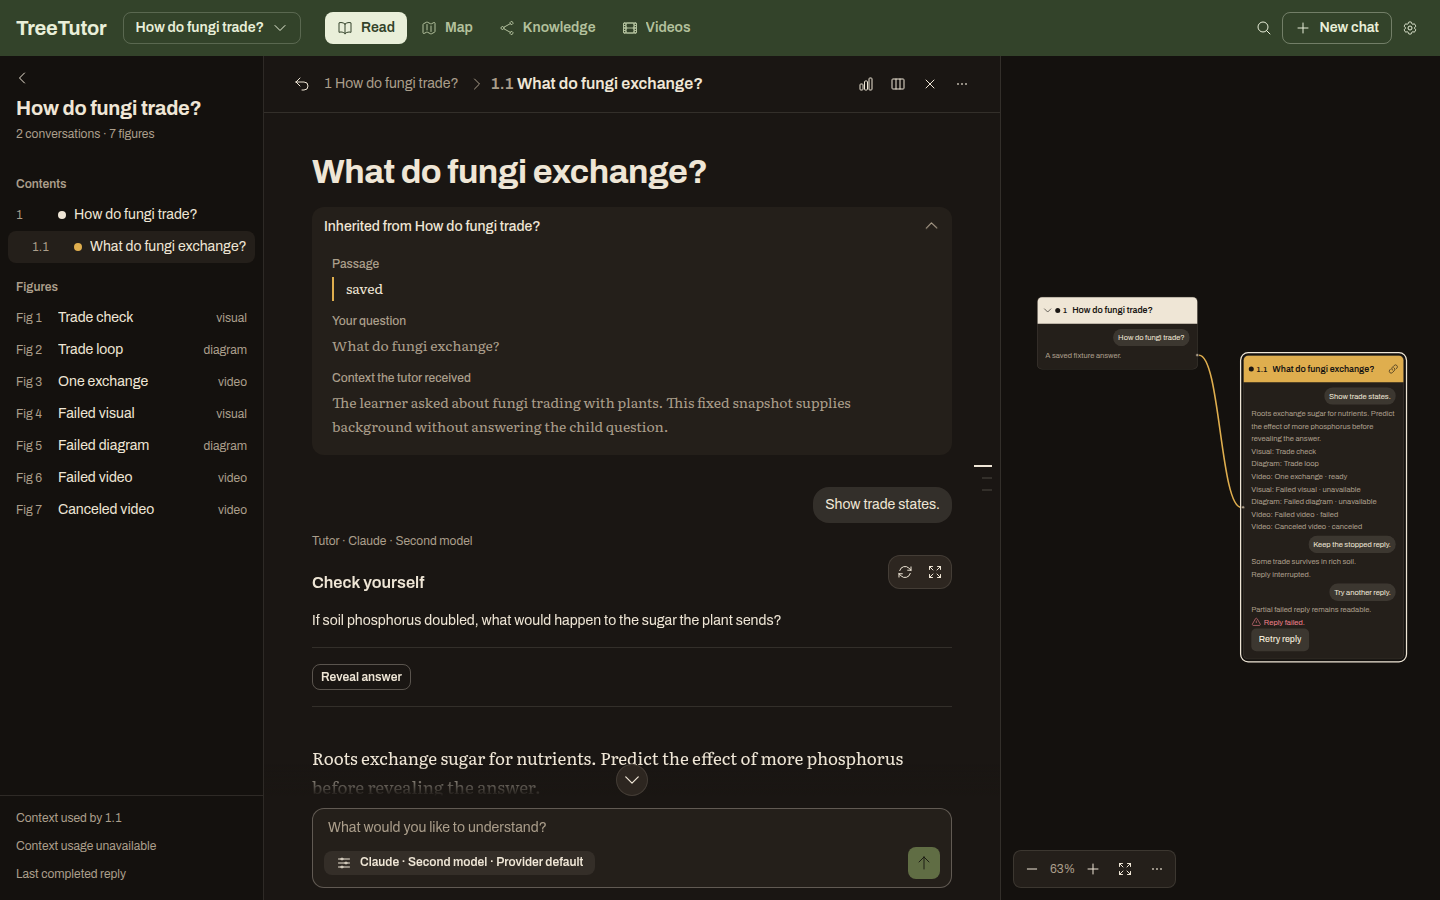 TreeTutor
How do fungi trade?
Read
Map
Knowledge
Videos
New chat
How do fungi trade?
2 conversations · 7 figures
Contents
1 How do fungi trade?
1.1 What do fungi exchange?
Figures
Fig 1 Trade check visual
Fig 2 Trade loop diagram
Fig 3 One exchange video
Fig 4 Failed visual visual
Fig 5 Failed diagram diagram
Fig 6 Failed video video
Fig 7 Canceled video video
Context used by 1.1
Context usage unavailable
Last completed reply
1 How do fungi trade?
1.1 What do fungi exchange?
What do fungi exchange?
Inherited from How do fungi trade?
Passage
saved
Your question
What do fungi exchange?
Context the tutor received
The learner asked about fungi trading with plants. This fixed snapshot supplies
background without answering the child question.
Show trade states.
Tutor · Claude · Second model
Check yourself
If soil phosphorus doubled, what would happen to the sugar the plant sends?
Reveal answer
Roots exchange sugar for nutrients. Predict the effect of more phosphorus
before revealing the answer.
What would you like to understand?
Claude · Second model · Provider default
1 How do fungi trade?
How do fungi trade?
A saved fixture answer.
1.1 What do fungi exchange?
Show trade states.
Roots exchange sugar for nutrients. Predict
the effect of more phosphorus before
revealing the answer.
Visual: Trade check
Diagram: Trade loop
Video: One exchange · ready
Visual: Failed visual · unavailable
Diagram: Failed diagram · unavailable
Video: Failed video · failed
Video: Canceled video · canceled
Keep the stopped reply.
Some trade survives in rich soil.
Reply interrupted.
Try another reply.
Partial failed reply remains readable.
Reply failed.
Retry reply
63%